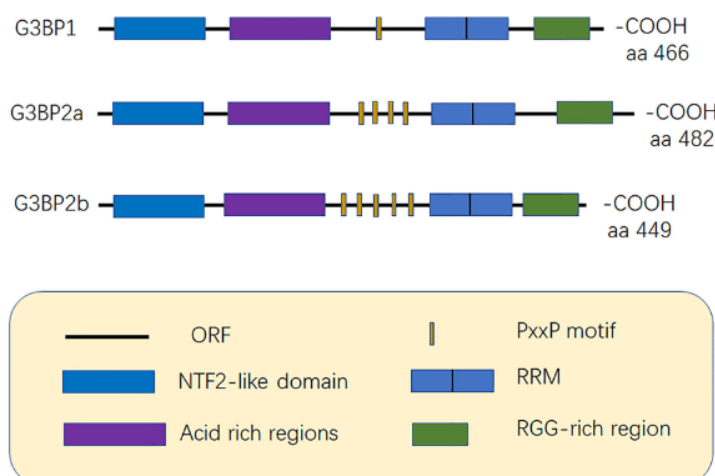 G3BP1
-COOH
aa 466
G3BP2a
-COOH
aa 482
G3BP2b
-COOH
aa 449
ORF
PxxP motif
NTF2-like domain
RRM
Acid rich regions
RGG-rich region